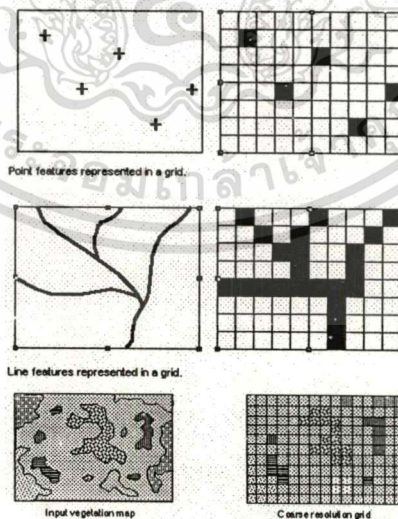 Point features represented in a grid.
Line features represented in a grid.
Input vegetation map
Coarse resolution grid